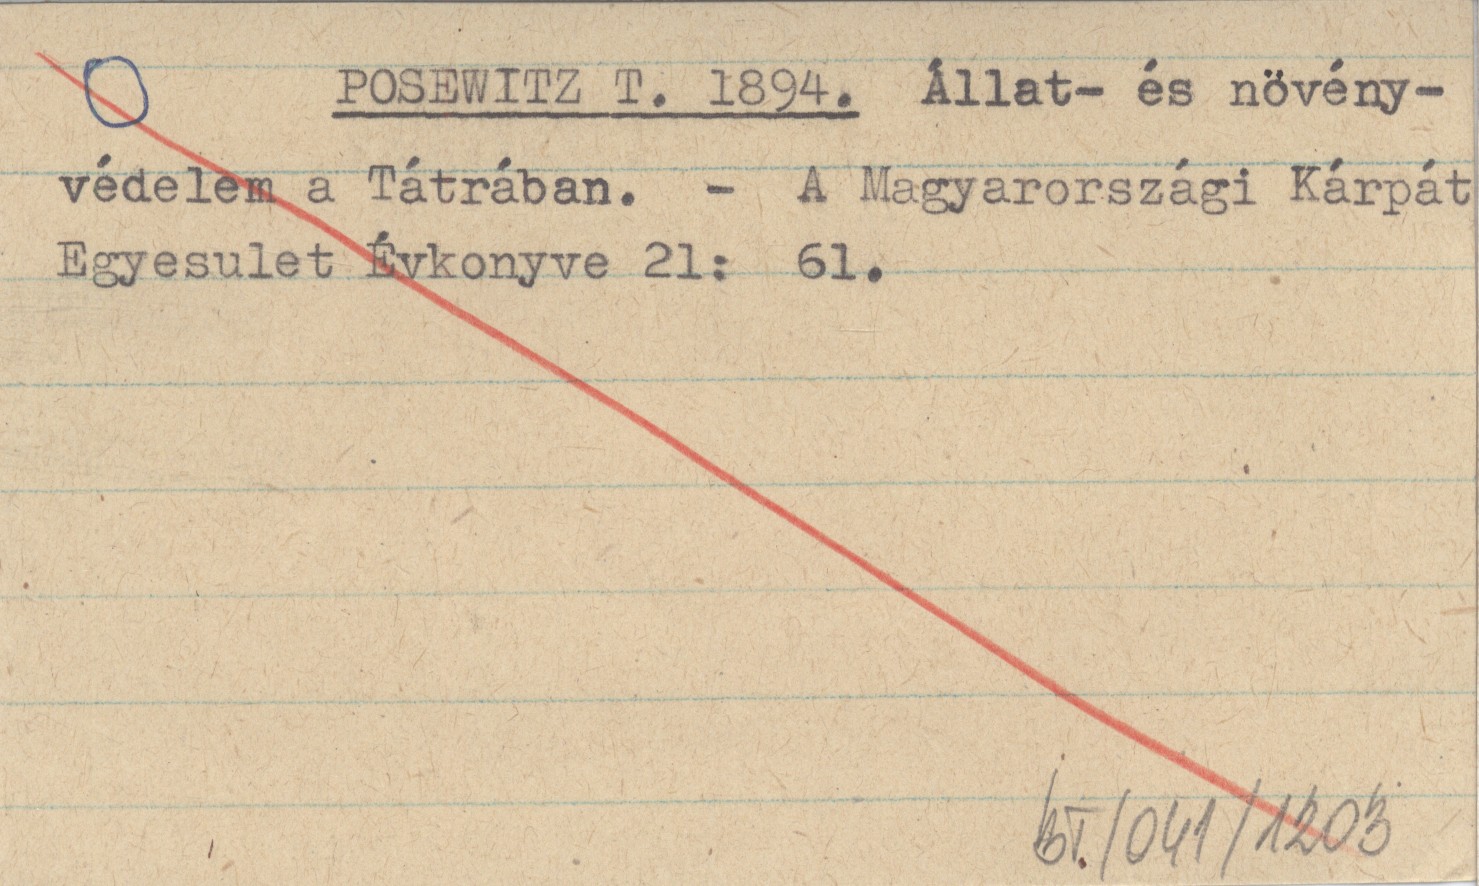 POSEWITZ T. 1894. Állat- és növény-
védelem a Tátrában. - A Magyarországi Kárpát
Egyesulet Évkonyve 21: 61.
bT./041/1203